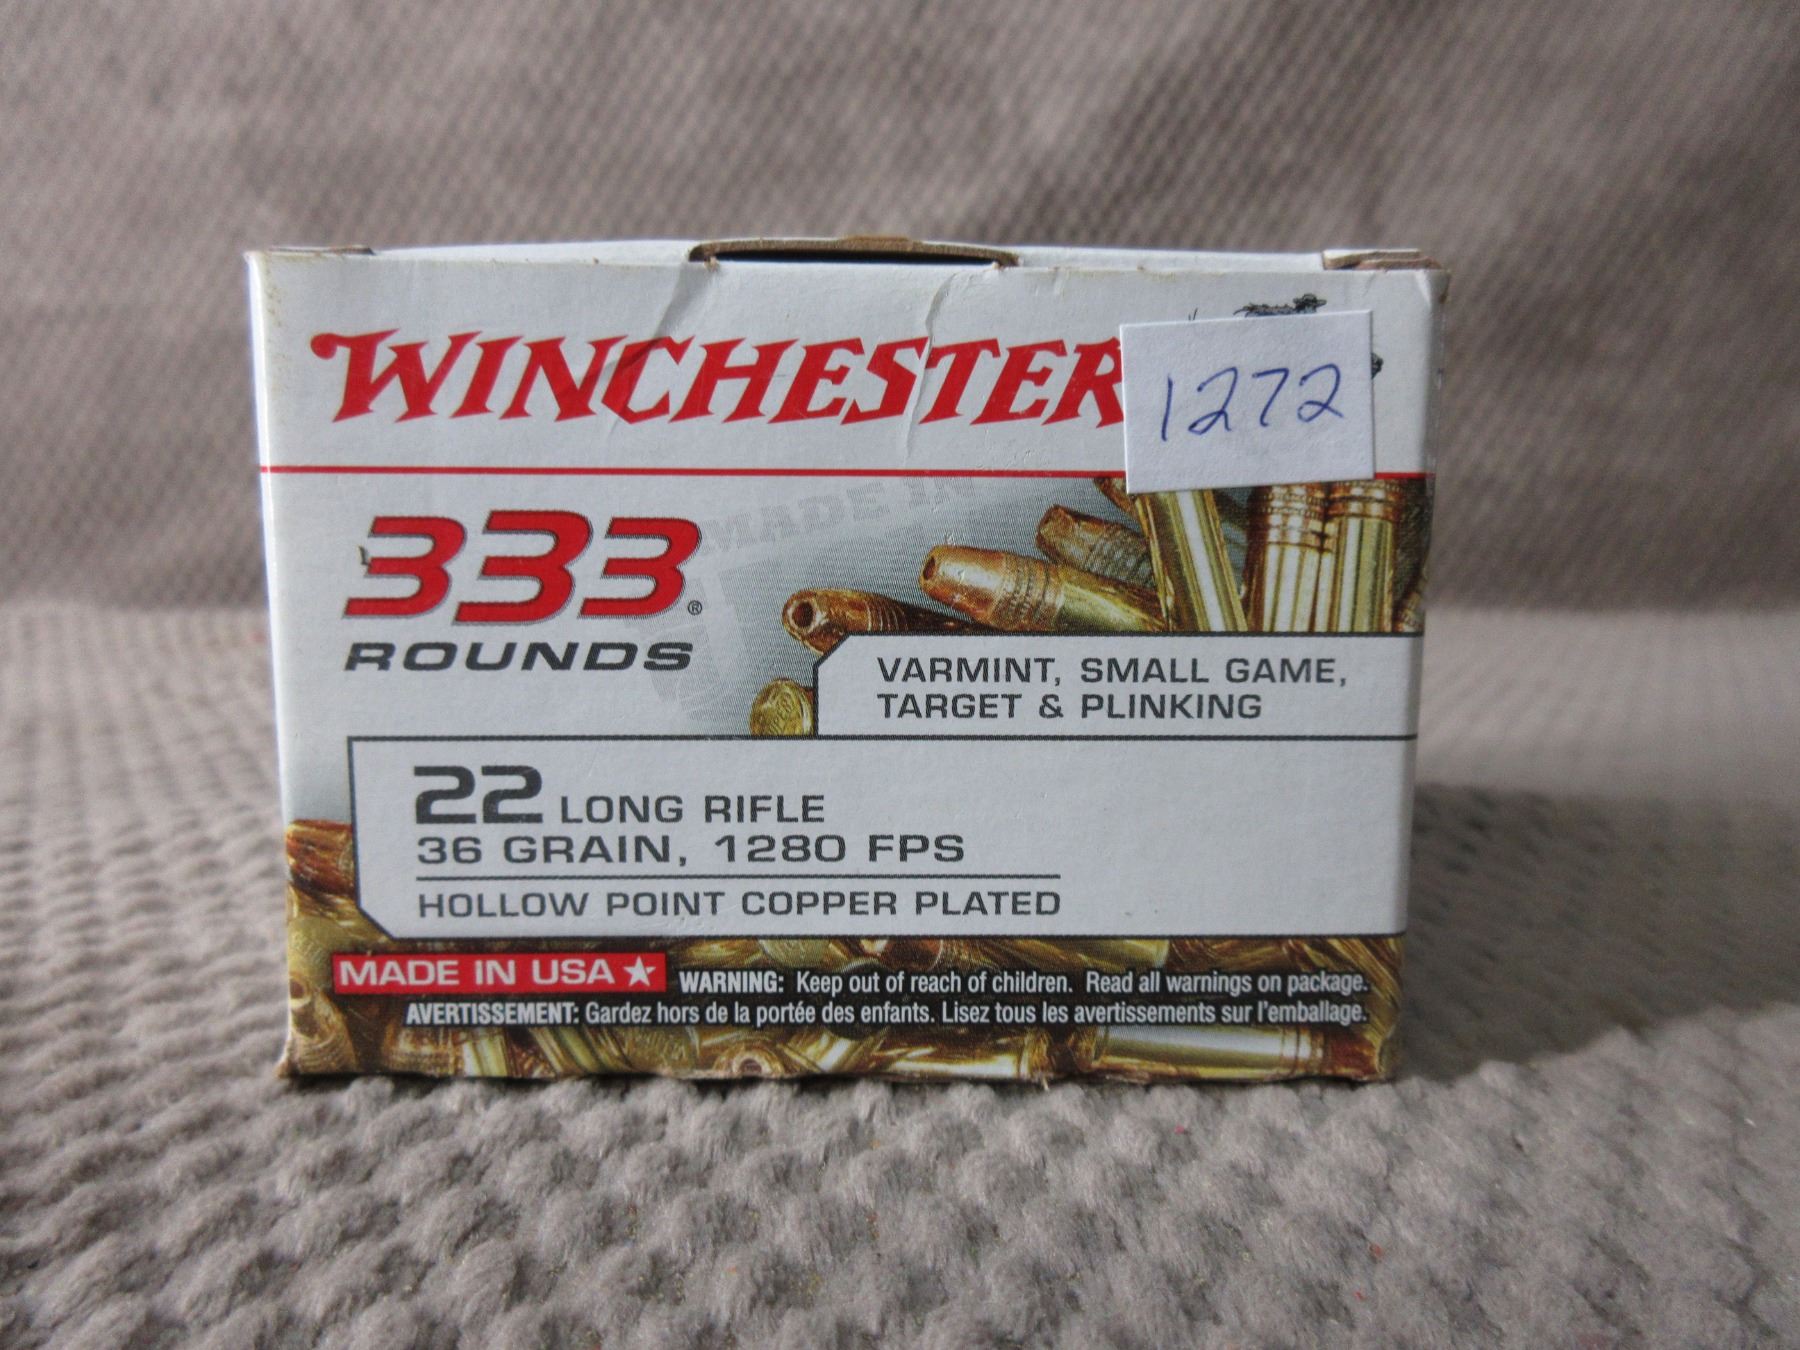 WINCHESTER
1272
MADE IN
333®
ROUNDS
VARMINT, SMALL GAME,
TARGET & PLINKING
22 LONG RIFLE
36 GRAIN, 1280 FPS
HOLLOW POINT COPPER PLATED
MADE IN USA ★
WARNING: Keep out of reach of children. Read all warnings on package.
AVERTISSEMENT: Gardez hors de la portée des enfants. Lisez tous les avertissements sur l'emballage.